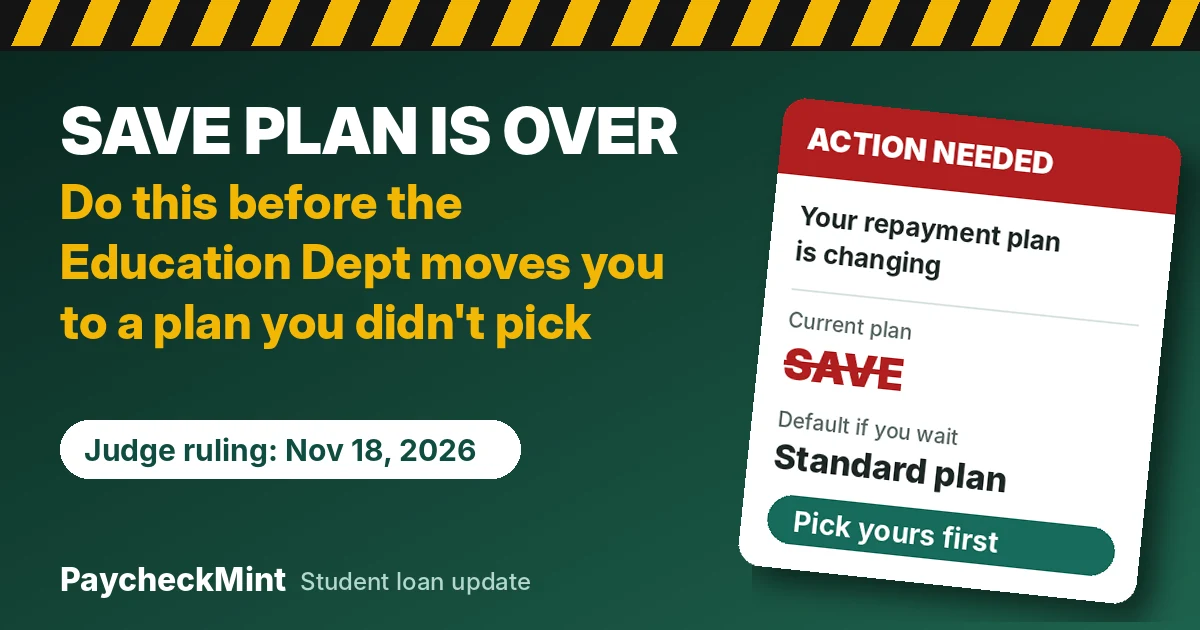 SAVE PLAN IS OVER
Do this before the
Education Dept moves you
to a plan you didn't pick
Judge ruling: Nov 18, 2026
PaycheckMint Student loan update
ACTION NEEDED
Your repayment plan
is changing
Current plan
SAVE
Default if you wait
Standard plan
Pick yours first